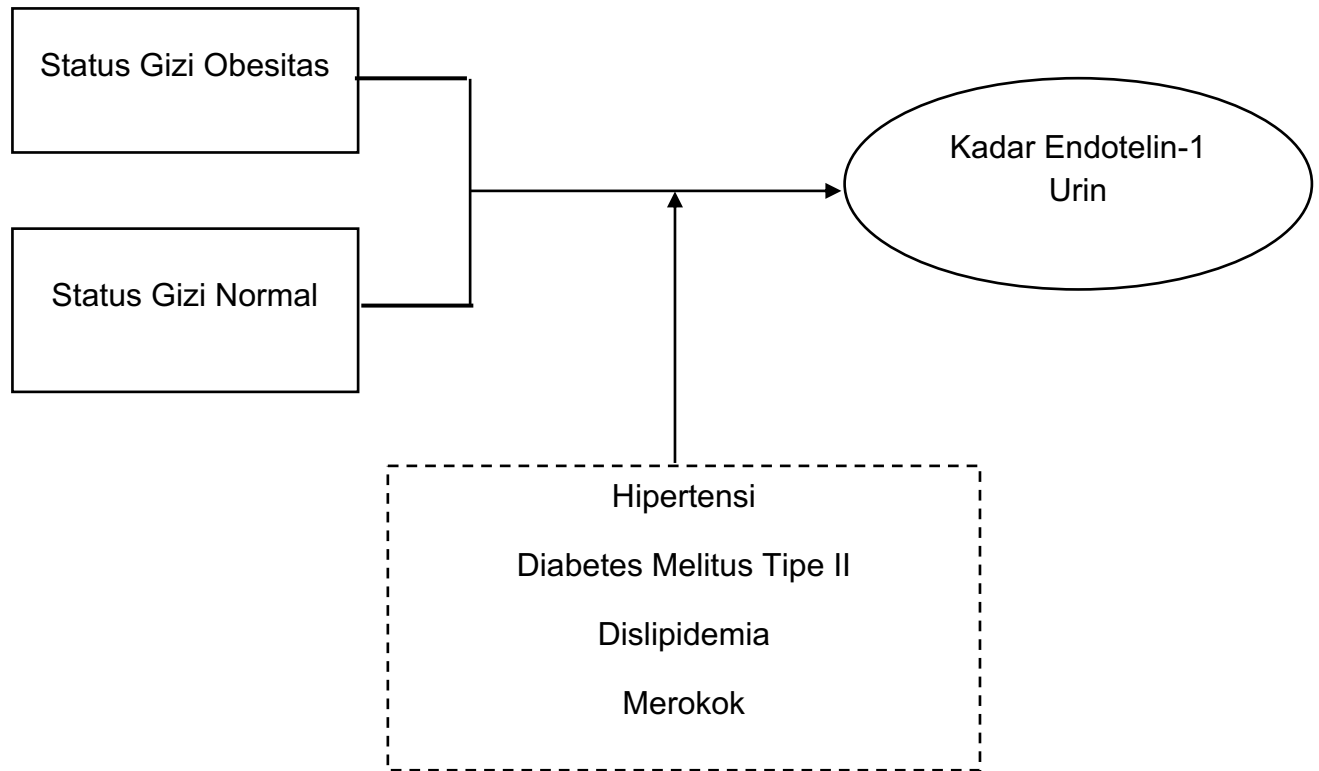 Status Gizi Obesitas
Status Gizi Normal
Kadar Endotelin-1
Urin
Hipertensi
Diabetes Melitus Tipe II
Dislipidemia
Merokok